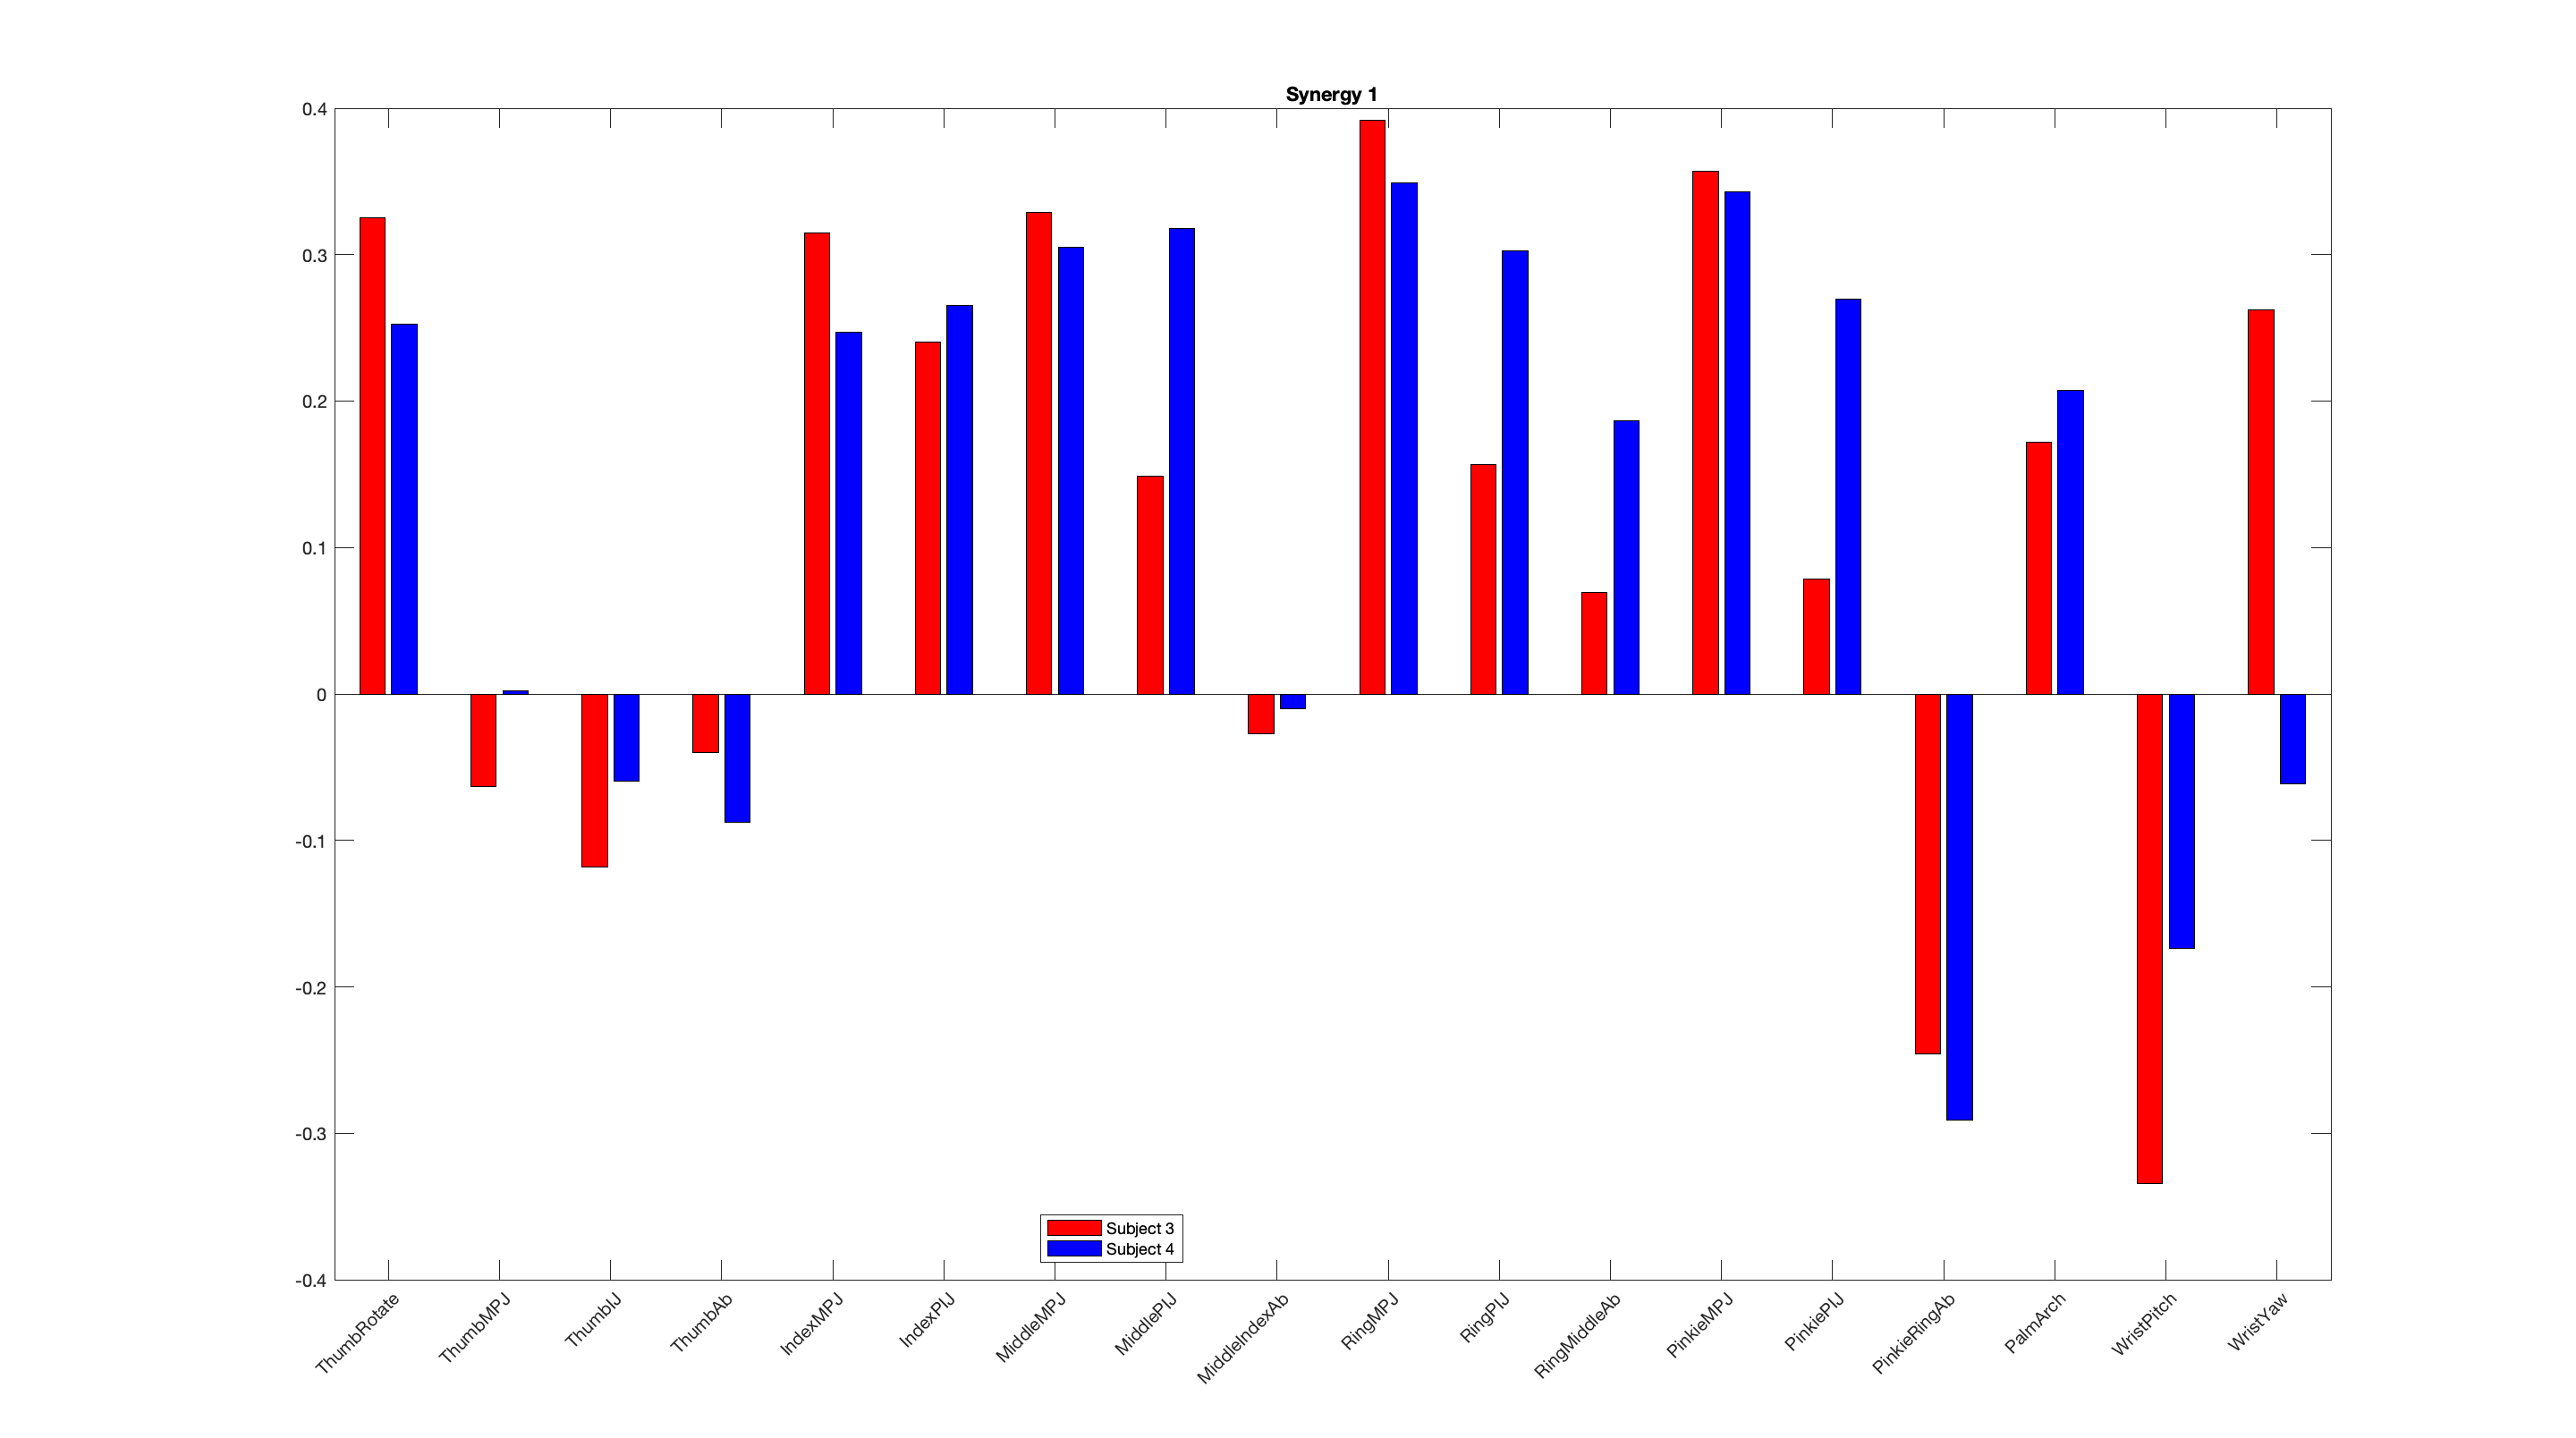 Synergy 1
0.4
0.3
0.2
0.1
0
-0.1
-0.2
-0.3
-0.4
Subject 3
Subject 4
ThumbRotate
ThumbMPJ
ThumbIJ
ThumbAb
IndexMPJ
IndexPIJ
MiddleMPJ
MiddlePIJ
MiddleIndexAb
RingMPJ
RingPIJ
RingMiddleAb
PinkieMPJ
PinkiePIJ
PinkieRingAb
PalmArch
WristPitch
WristYaw